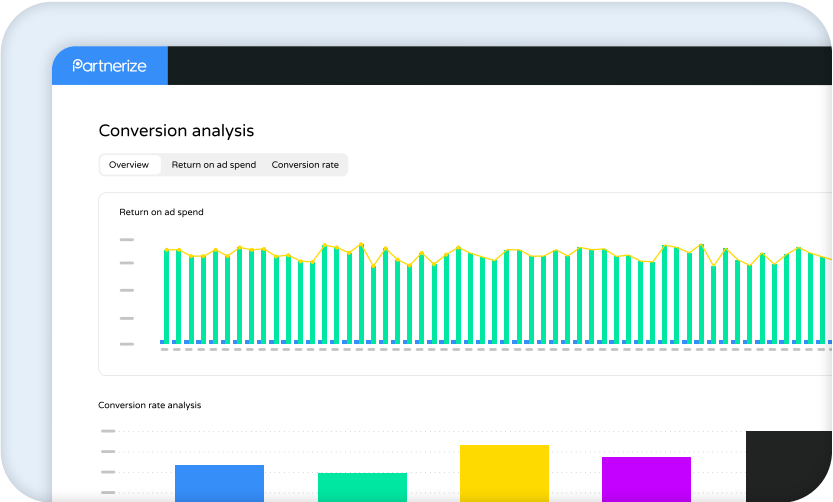 Partnerize
Conversion analysis
Overview Return on ad spend Conversion rate
Return on ad spend
Conversion rate analysis